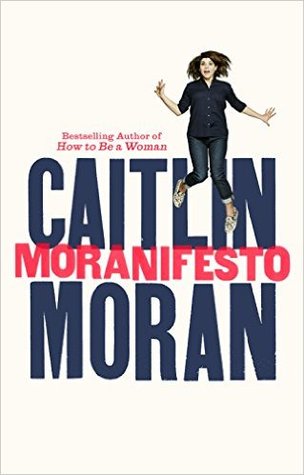 Bestselling Author of
How to Be a Woman
CAITLIN
MORANIFESTO
MORAN